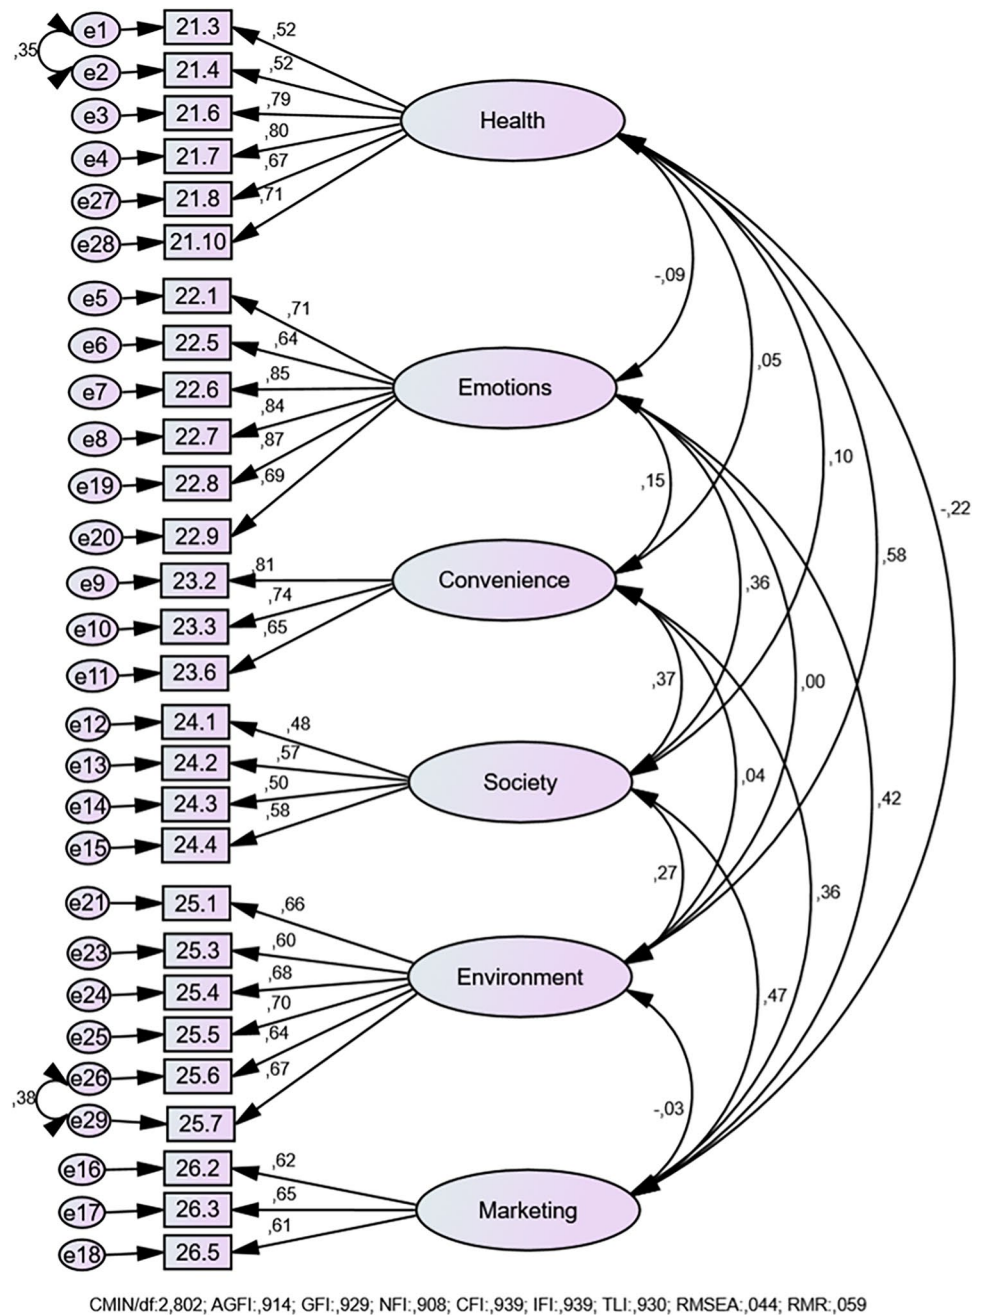 e1 21.3 ,52
,35
e2 21.4 ,52
e3 21.6 ,79
Health
e4 21.7 ,80
e27 21.8 ,67
e28 21.10 ,71
-,09
e5 22.1 ,71
e6 22.5 ,64
,05
e7 22.6 ,85
Emotions
e8 22.7 ,84
,10
e19 22.8 ,87
,15
-,22
e20 22.9 ,69
,58
e9 23.2 ,81
Convenience
,36
e10 23.3 ,74
e11 23.6 ,65
,37
,00
e12 24.1 ,48
e13 24.2 ,57
Society
,04
e14 24.3 ,50
,42
e15 24.4 ,58
,27
,36
e21 25.1 ,66
e23 25.3 ,60
Environment
e24 25.4 ,68
,47
e25 25.5 ,70
e26 25.6 ,64
,38
-,03
e29 25.7 ,67
e16 26.2 ,62
e17 26.3 ,65
Marketing
e18 26.5 ,61
CMIN/df:2,802; AGFI:,914; GFI:,929; NFI:,908; CFI:,939; IFI:,939; TLI:,930; RMSEA:,044; RMR:,059